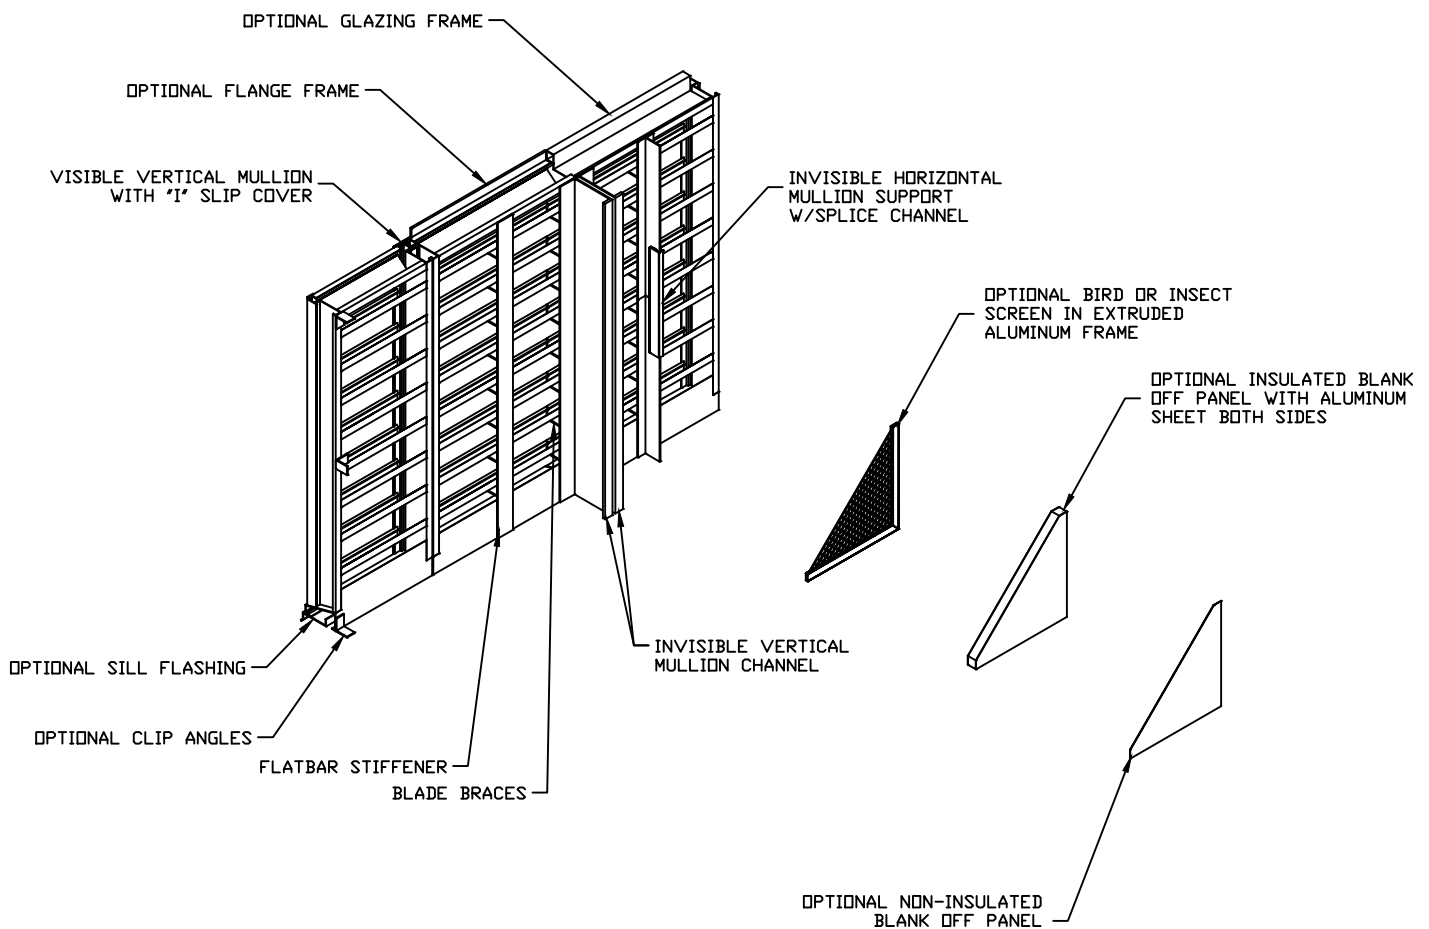 OPTIONAL GLAZING FRAME
OPTIONAL FLANGE FRAME
VISIBLE VERTICAL MULLION
WITH "I" SLIP COVER
INVISIBLE HORIZONTAL
MULLION SUPPORT
W/SPLICE CHANNEL
OPTIONAL BIRD OR INSECT
SCREEN IN EXTRUDED
ALUMINUM FRAME
OPTIONAL INSULATED BLANK
OFF PANEL WITH ALUMINUM
SHEET BOTH SIDES
INVISIBLE VERTICAL
MULLION CHANNEL
OPTIONAL SILL FLASHING
OPTIONAL CLIP ANGLES
FLATBAR STIFFENER
BLADE BRACES
OPTIONAL NON-INSULATED
BLANK OFF PANEL